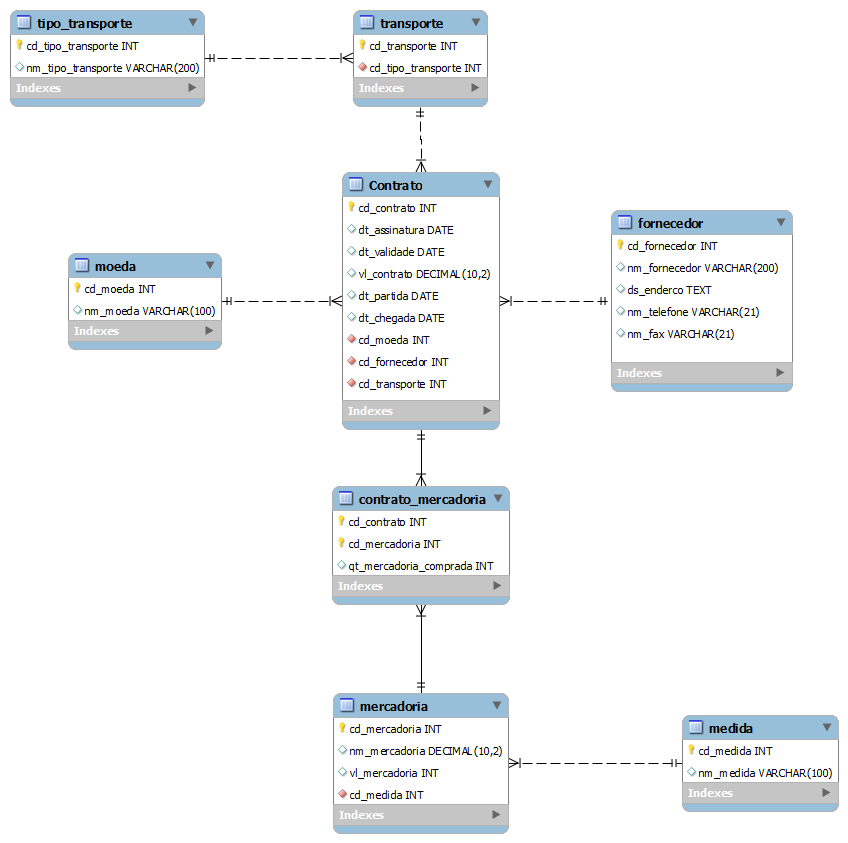 tipo_transporte
cd_tipo_transporte INT
nm_tipo_transporte VARCHAR(200)
Indexes
transporte
cd_transporte INT
cd_tipo_transporte INT
Indexes
Contrato
cd_contrato INT
dt_assinatura DATE
dt_validade DATE
vl_contrato DECIMAL(10,2)
dt_partida DATE
dt_chegada DATE
cd_moeda INT
cd_fornecedor INT
cd_transporte INT
Indexes
fornecedor
cd_fornecedor INT
nm_fornecedor VARCHAR(200)
ds_enderco TEXT
nm_telefone VARCHAR(21)
nm_fax VARCHAR(21)
Indexes
moeda
cd_moeda INT
nm_moeda VARCHAR(100)
Indexes
contrato_mercadoria
cd_contrato INT
cd_mercadoria INT
qt_mercadoria_comprada INT
Indexes
mercadoria
cd_mercadoria INT
nm_mercadoria DECIMAL(10,2)
vl_mercadoria INT
cd_medida INT
Indexes
medida
cd_medida INT
nm_medida VARCHAR(100)
Indexes